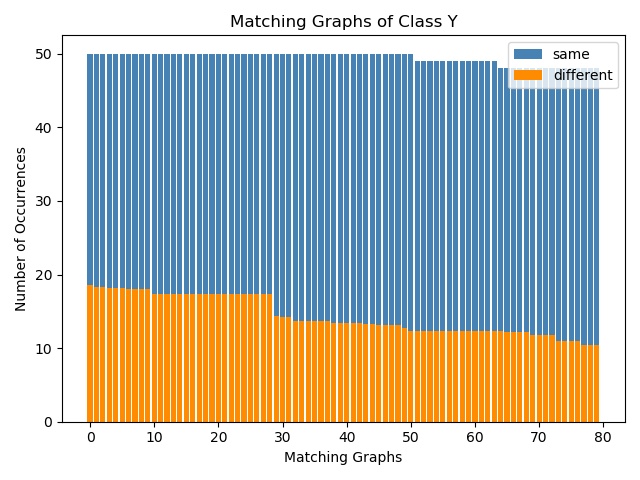 Matching Graphs of Class Y
same
different
Number of Occurrences
50
40
30
20
10
0
0 10 20 30 40 50 60 70 80
Matching Graphs